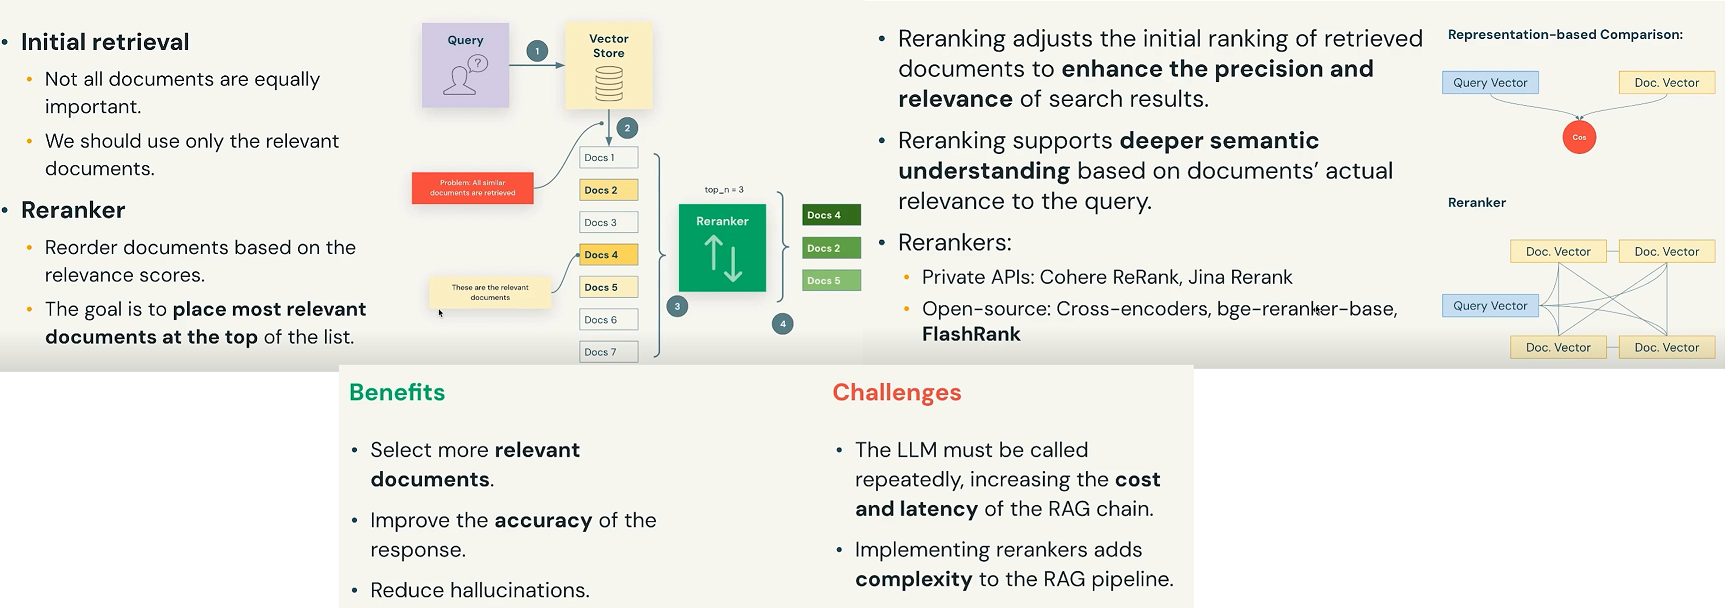 • Initial retrieval
• Not all documents are equally
important.
• We should use only the relevant
documents.
• Reranker
• Reorder documents based on the
relevance scores.
• The goal is to place most relevant
documents at the top of the list.
Query
?
1
Vector
Store
2
Problem: All similar
documents are retrieved
These are the relevant
documents
Docs 1
Docs 2
Docs 3
Docs 4
Docs 5
Docs 6
Docs 7
3
top_n = 3
Reranker
4
Docs 4
Docs 2
Docs 5
• Reranking adjusts the initial ranking of retrieved
documents to enhance the precision and
relevance of search results.
• Reranking supports deeper semantic
understanding based on documents’ actual
relevance to the query.
• Rerankers:
• Private APIs: Cohere ReRank, Jina Rerank
• Open-source: Cross-encoders, bge-reranker-base,
FlashRank
Representation-based Comparison:
Query Vector
Doc. Vector
Cos
Reranker
Doc. Vector
Doc. Vector
Query Vector
Doc. Vector
Doc. Vector
Benefits
• Select more relevant
documents.
• Improve the accuracy of the
response.
• Reduce hallucinations.
Challenges
• The LLM must be called
repeatedly, increasing the cost
and latency of the RAG chain.
• Implementing rerankers adds
complexity to the RAG pipeline.